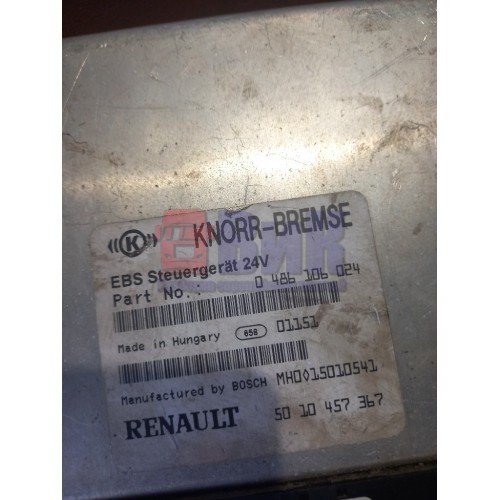 KNORR-BREMSE
EBS Steuergerät 24V
Part No.: 0 486 106 024
Made in Hungary 058 01151
Manufactured by BOSCH MH0015010541
RENAULT 50 10 457 367